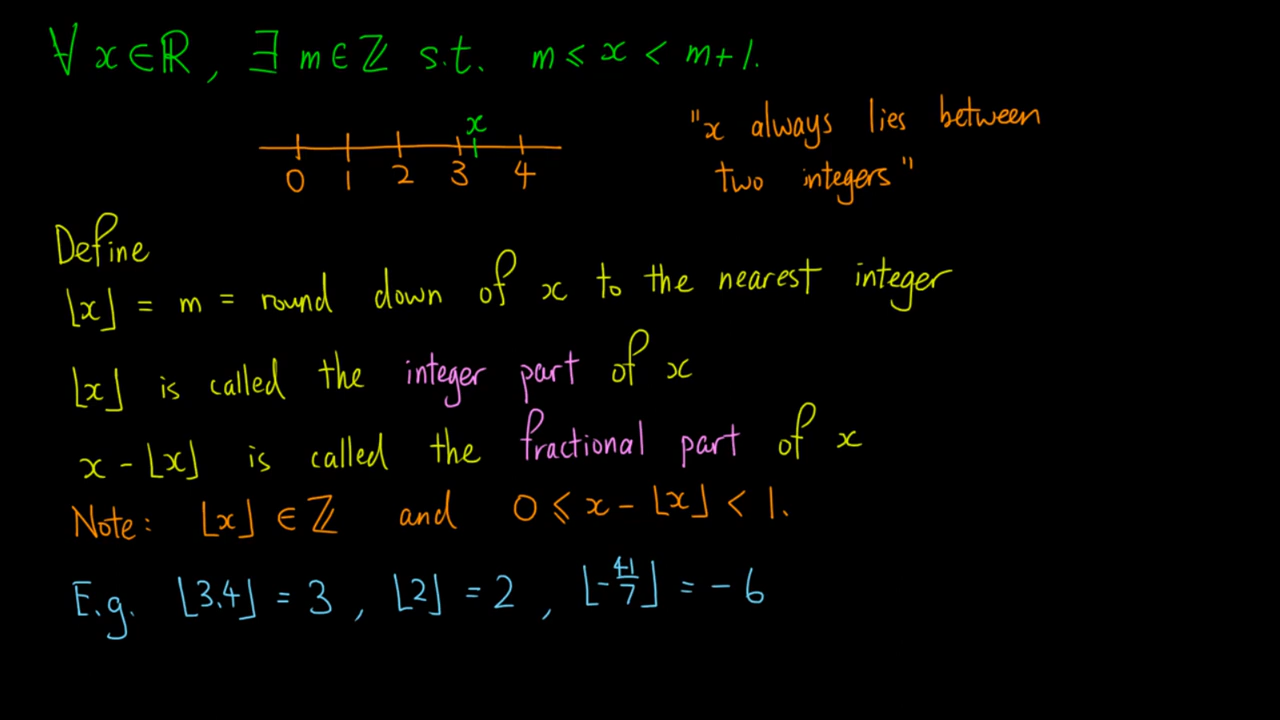 ∀ x ∈ ℝ, ∃ m ∈ ℤ s.t. m ⩽ x < m+1.
x
0 1 2 3 4
"x always lies between
two integers"
Define
⌊x⌋ = m = round down of x to the nearest integer
⌊x⌋ is called the integer part of x
x - ⌊x⌋ is called the fractional part of x
Note: ⌊x⌋ ∈ ℤ and 0 ⩽ x - ⌊x⌋ < 1.
E.g. ⌊3.4⌋ = 3, ⌊2⌋ = 2, ⌊-41/7⌋ = -6